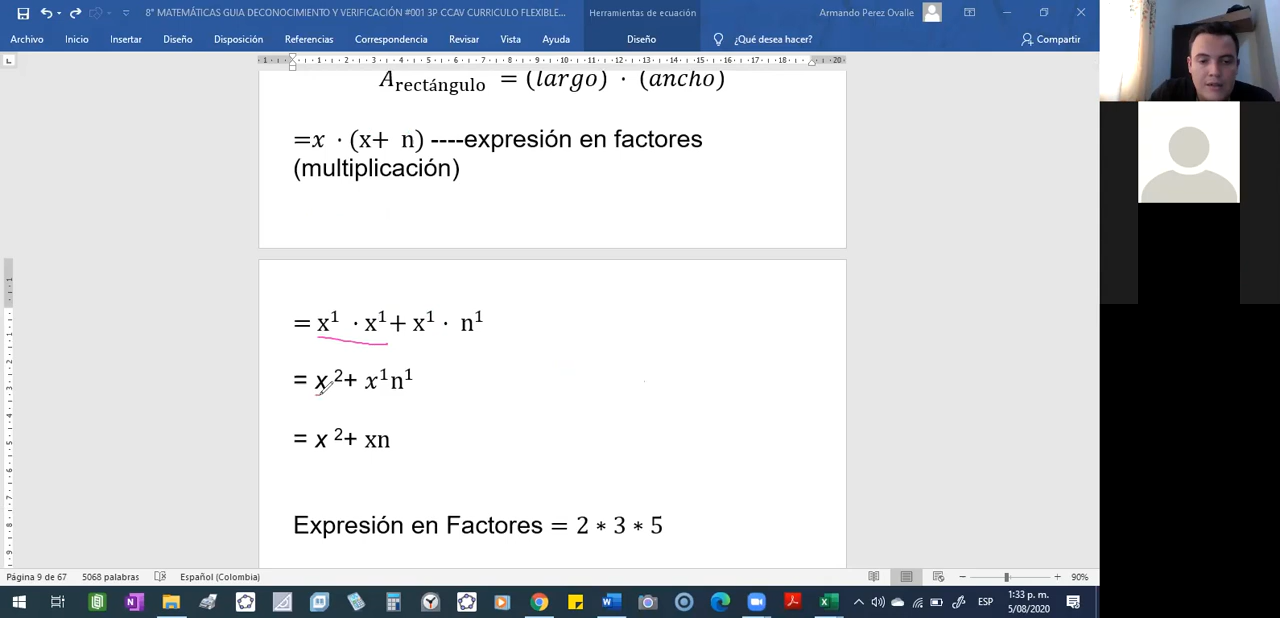 8° MATEMÁTICAS GUIA DECONOCIMIENTO Y VERIFICACIÓN #001 3P CCAV CURRICULO FLEXIBLE...
Herramientas de ecuación
Armando Perez Ovalle
Archivo Inicio Insertar Diseño Disposición Referencias Correspondencia Revisar Vista Ayuda Diseño ¿Qué desea hacer? Compartir
A rectángulo = (largo) · (ancho)
=x · (x+ n) ----expresión en factores
(multiplicación)
= x¹ · x¹+ x¹ · n¹
= x ²+ x¹n¹
= x ²+ xn
Expresión en Factores = 2 * 3 * 5
Página 9 de 67 5068 palabras Español (Colombia) 90%
ESP
1:33 p. m.
5/08/2020